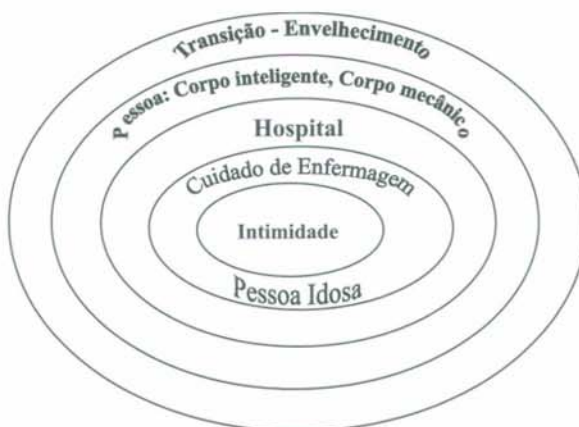 Transição - Envelhecimento
Pessoa: Corpo inteligente, Corpo mecânico
Hospital
Cuidado de Enfermagem
Intimidade
Pessoa Idosa